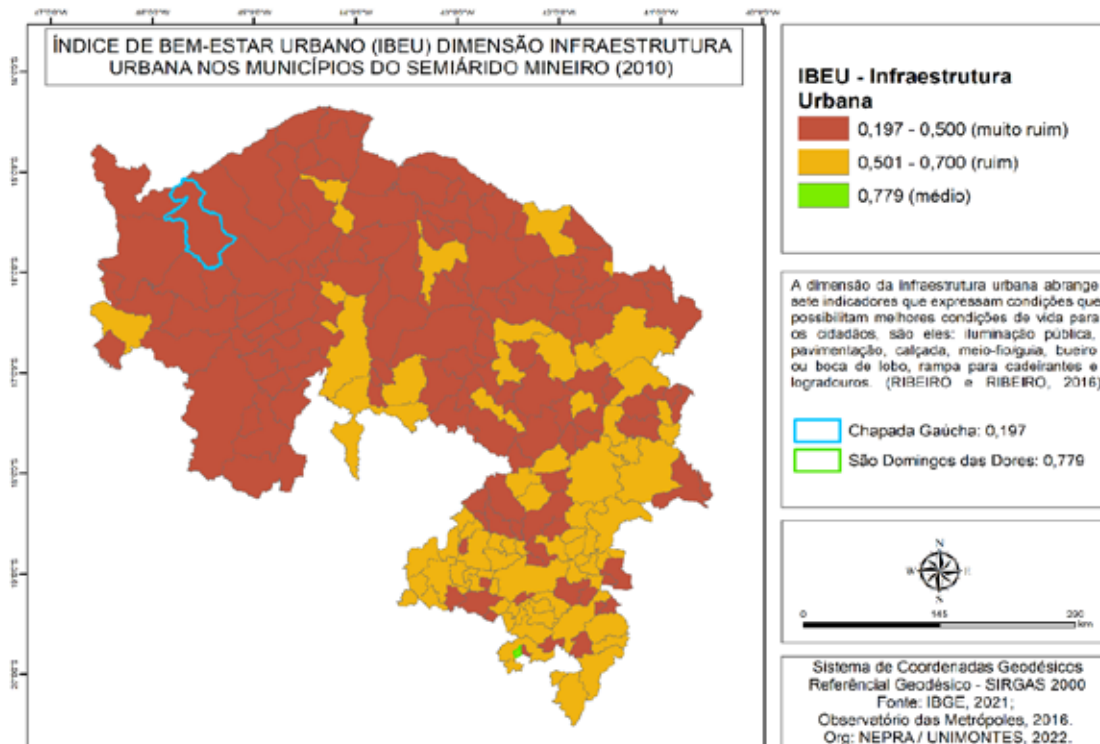 ÍNDICE DE BEM-ESTAR URBANO (IBEU) DIMENSÃO INFRAESTRUTURA
URBANA NOS MUNICÍPIOS DO SEMIÁRIDO MINEIRO (2010)
IBEU - Infraestrutura
Urbana
0,197 - 0,500 (muito ruim)
0,501 - 0,700 (ruim)
0,779 (médio)
A dimensão da infraestrutura urbana abrange
sete indicadores que expressam condições que
possibilitam melhores condições de vida para
os cidadãos, são eles: iluminação pública,
pavimentação, calçada, meio-fio/guia, bueiro
ou boca de lobo, rampa para cadeirantes e
logradouros. (RIBEIRO e RIBEIRO, 2016)
Chapada Gaúcha: 0,197
São Domingos das Dores: 0,779
N
W E
S
0 145 290
km
Sistema de Coordenadas Geodésicos
Referêncial Geodésico - SIRGAS 2000
Fonte: IBGE, 2021;
Observatório das Metrópoles, 2016.
Org: NEPRA / UNIMONTES, 2022.